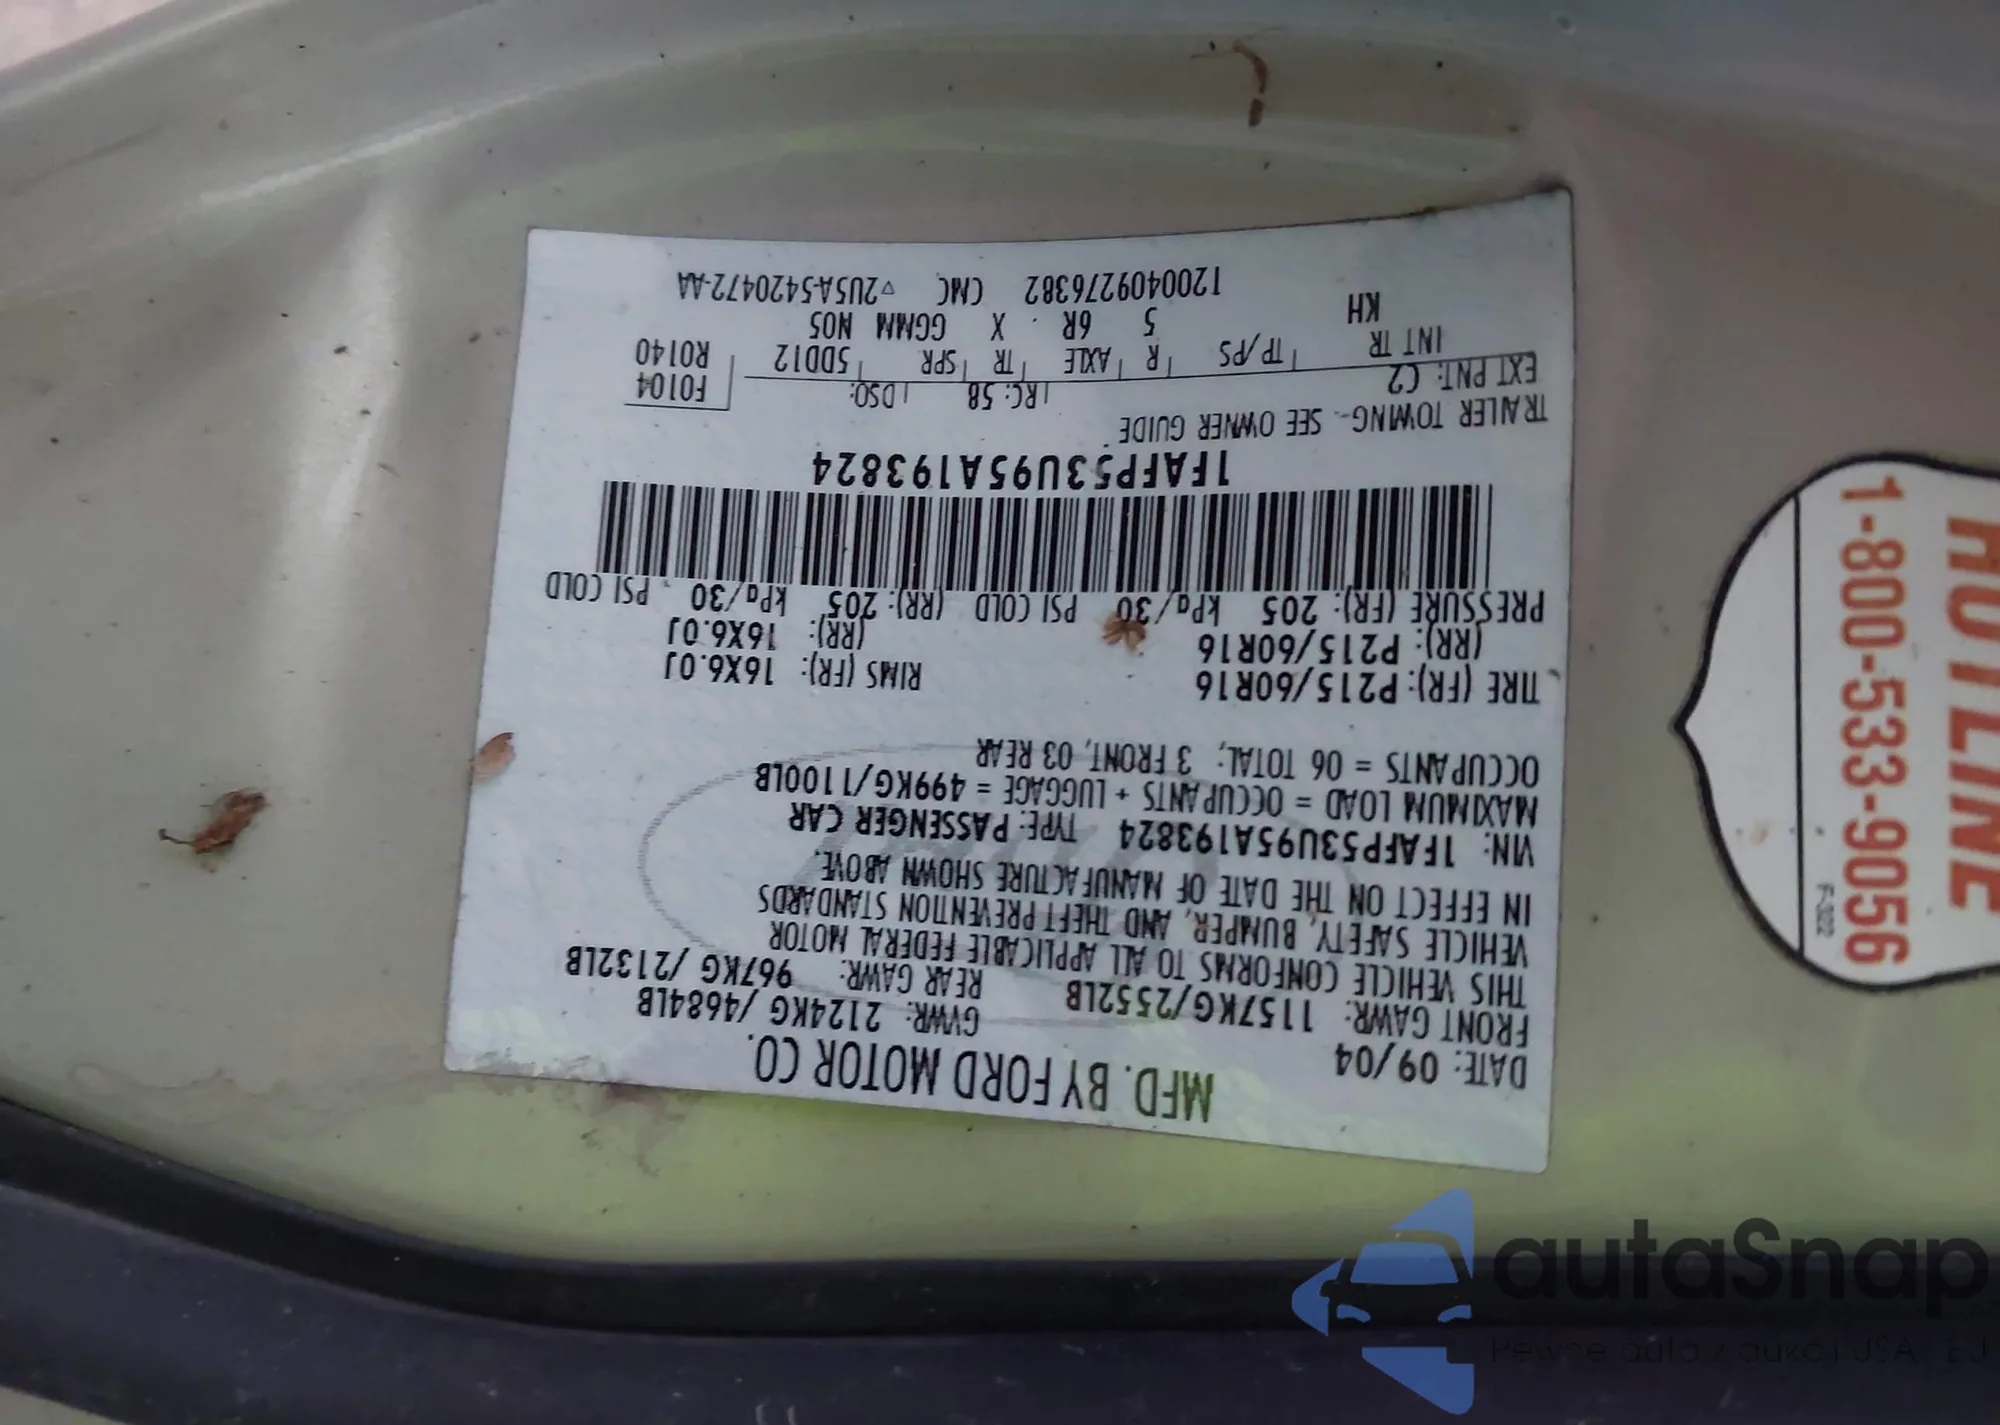 MFD. BY FORD MOTOR CO.
DATE: 09/04 GVWR: 2124KG /4684LB
FRONT GAWR: 1157KG/2552LB REAR GAWR: 967KG /2132LB
THIS VEHICLE CONFORMS TO ALL APPLICABLE FEDERAL MOTOR
VEHICLE SAFETY, BUMPER, AND THEFT PREVENTION STANDARDS
IN EFFECT ON THE DATE OF MANUFACTURE SHOWN ABOVE.
VIN: 1FAFP53U95A193824 TYPE: PASSENGER CAR
MAXIMUM LOAD = OCCUPANTS + LUGGAGE = 499KG/1100LB
OCCUPANTS = 06 TOTAL; 3 FRONT, 03 REAR
TIRE (FR): P215/60R16 RIMS (FR): 16X6.0J
(RR): P215/60R16 (RR): 16X6.0J
PRESSURE (FR): 205 kPa/30 PSI COLD (RR): 205 kPa/30 PSI COLD
1FAFP53U95A193824
TRAILER TOWING- SEE OWNER GUIDE
EXT PNT: C2 RC: 58 DSO: F0104
INT TR TP/PS R AXLE TR SPR 5DD12 R0140
KH 5 6R X GGMM N05
1200409276382 CMC ▽2U5A-5420472-AA
HOTLINE
1-800-533-9056
autaSnap
Pewne auta z aukcji USA i EU